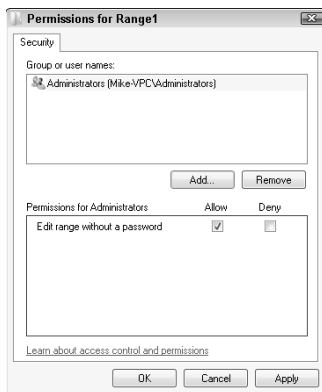 Permissions for Range1
Security
Group or user names:
Administrators (Mike-VPC\Administrators)
Add... Remove
Permissions for Administrators Allow Deny
Edit range without a password
Learn about access control and permissions
OK Cancel Apply